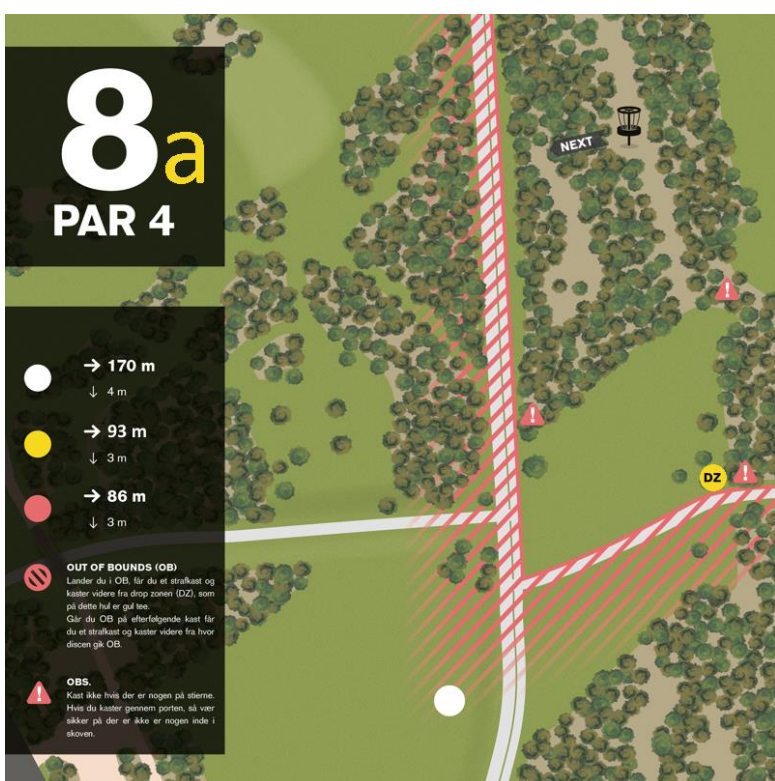 8a
PAR 4
→ 170 m
↓ 4 m
→ 93 m
↓ 3 m
→ 86 m
↓ 3 m
OUT OF BOUNDS (OB)
Lander du i OB, får du et strafkast og
kaster videre fra drop zonen (DZ), som
på dette hul er gul tee.
Går du OB på efterfølgende kast får
du et strafkast og kaster videre fra hvor
discen gik OB.
OBS.
Kast ikke hvis der er nogen på stierne.
Hvis du kaster gennem porten, så vær
sikker på der er ikke er nogen inde i
skoven.
NEXT
DZ